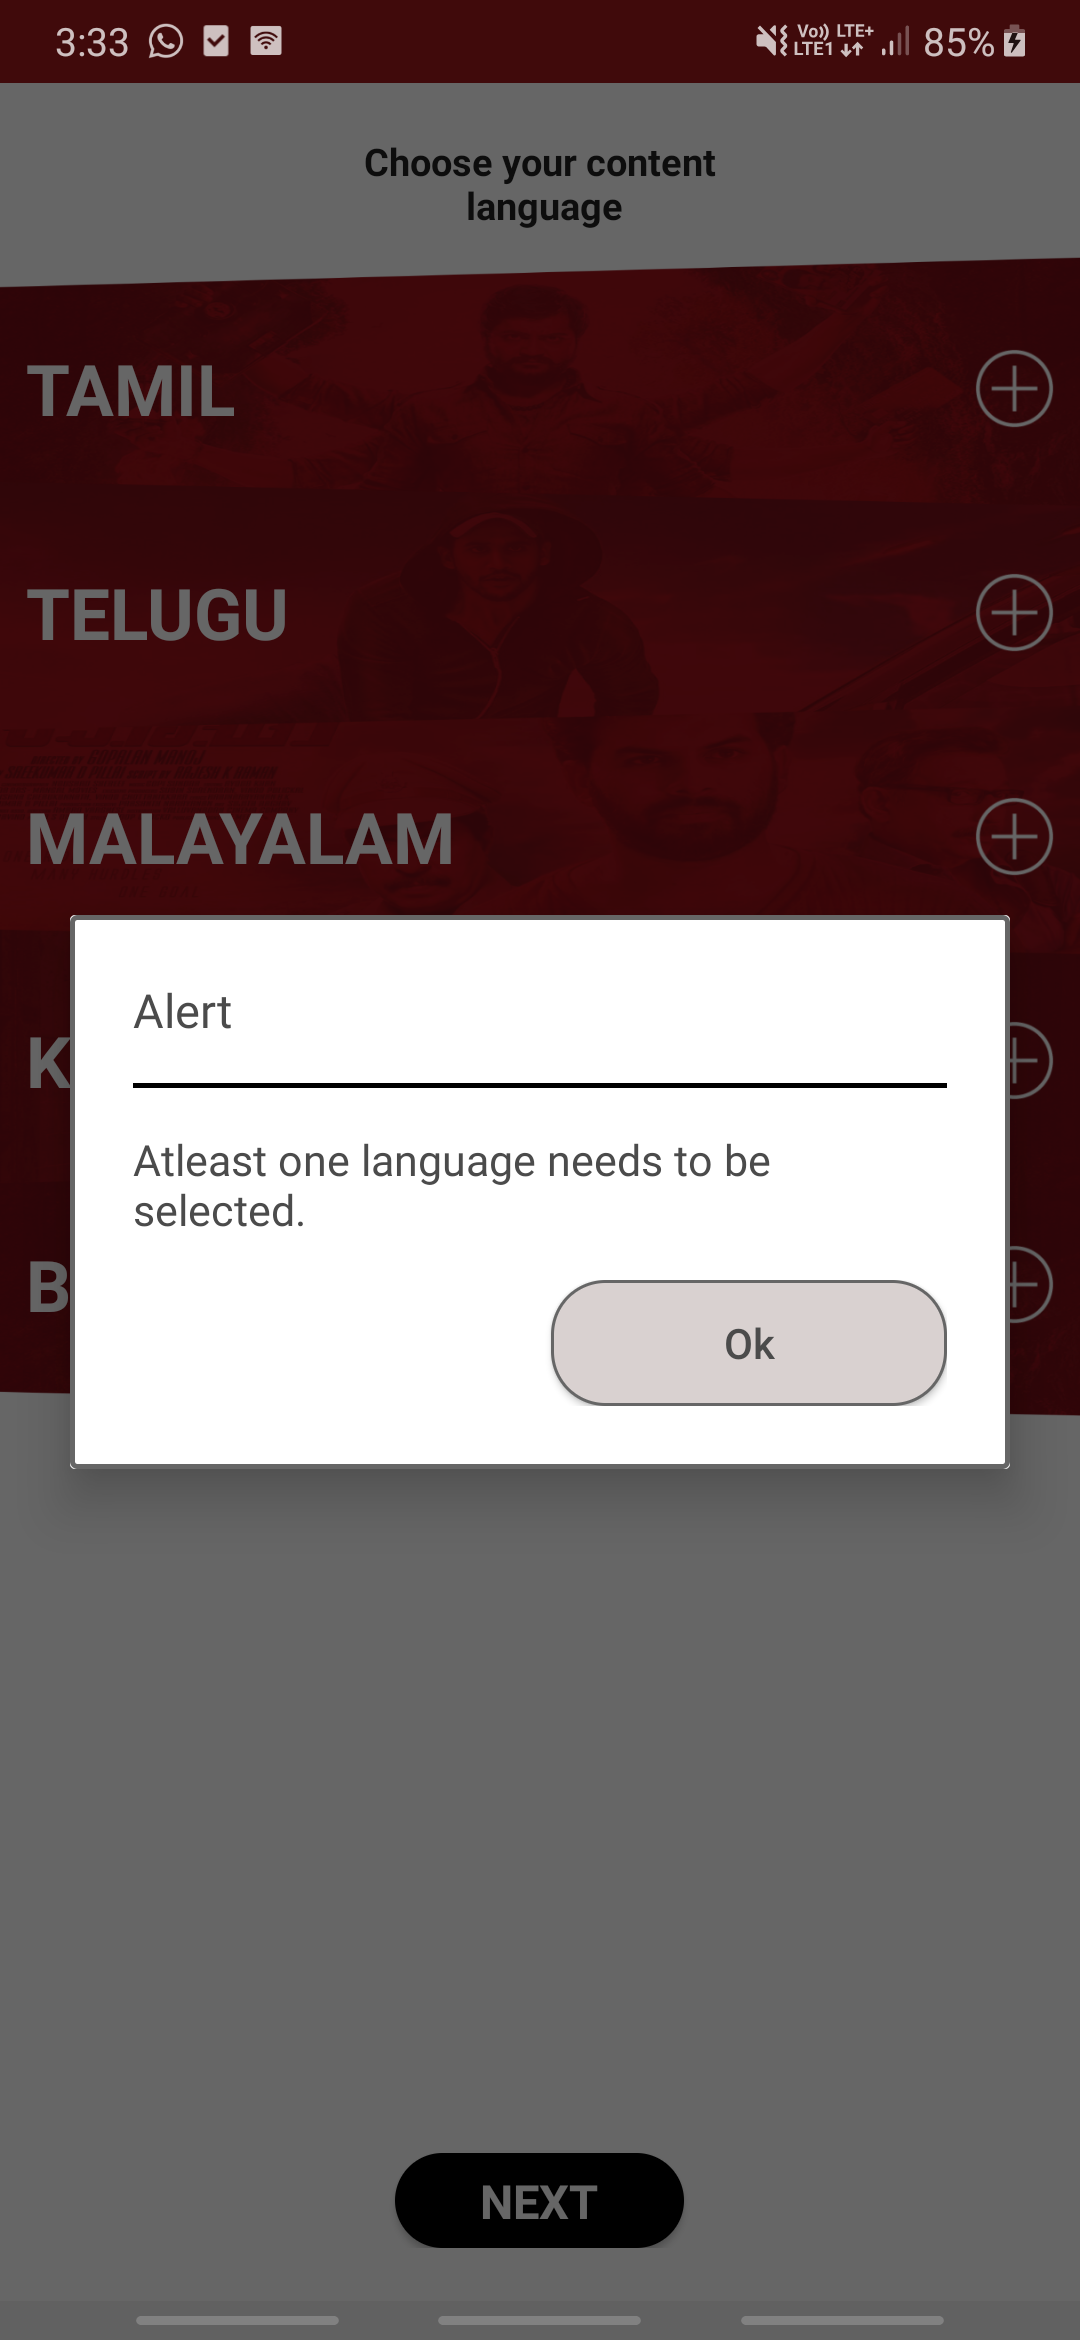 3:33
Vo)) LTE+
LTE1
85%
Choose your content
language
TAMIL
TELUGU
MALAYALAM
K
B
Alert
Atleast one language needs to be
selected.
Ok
NEXT